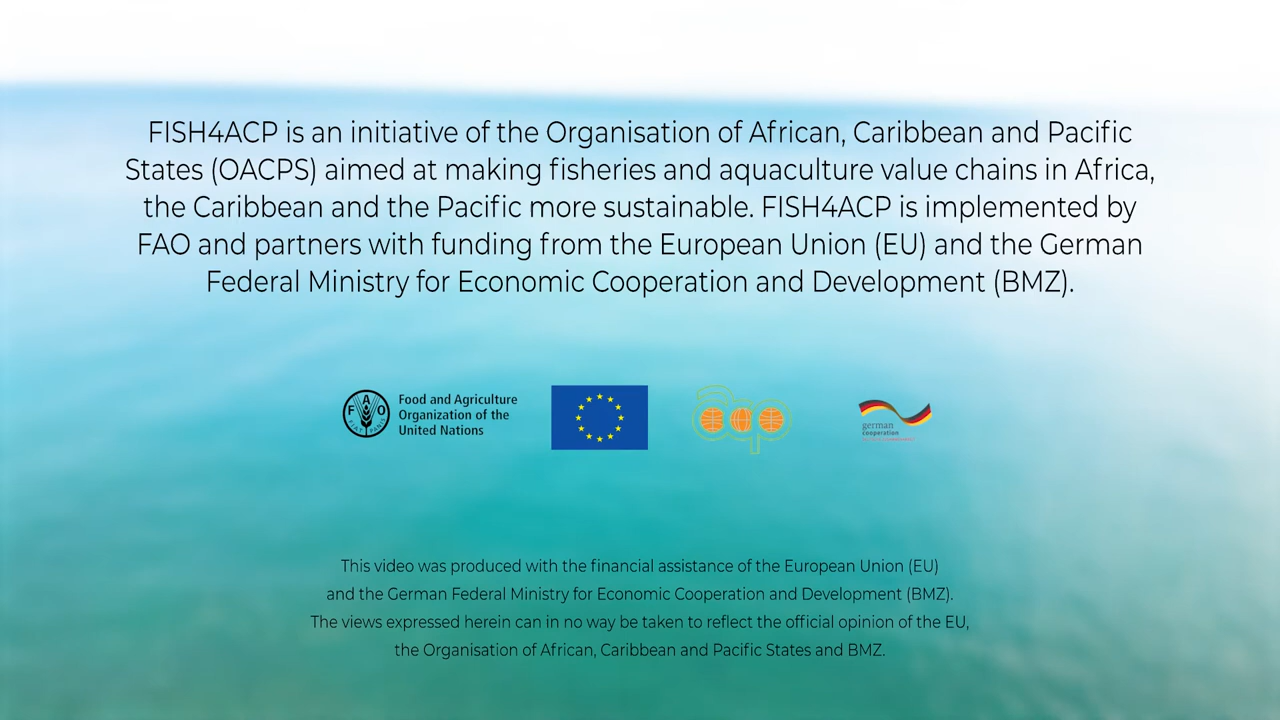 FISH4ACP is an initiative of the Organisation of African, Caribbean and Pacific
States (OACPS) aimed at making fisheries and aquaculture value chains in Africa,
the Caribbean and the Pacific more sustainable. FISH4ACP is implemented by
FAO and partners with funding from the European Union (EU) and the German
Federal Ministry for Economic Cooperation and Development (BMZ).
FAO
FIAT PANIS
Food and Agriculture
Organization of the
United Nations
acp
german
cooperation
This video was produced with the financial assistance of the European Union (EU)
and the German Federal Ministry for Economic Cooperation and Development (BMZ).
The views expressed herein can in no way be taken to reflect the official opinion of the EU,
the Organisation of African, Caribbean and Pacific States and BMZ.